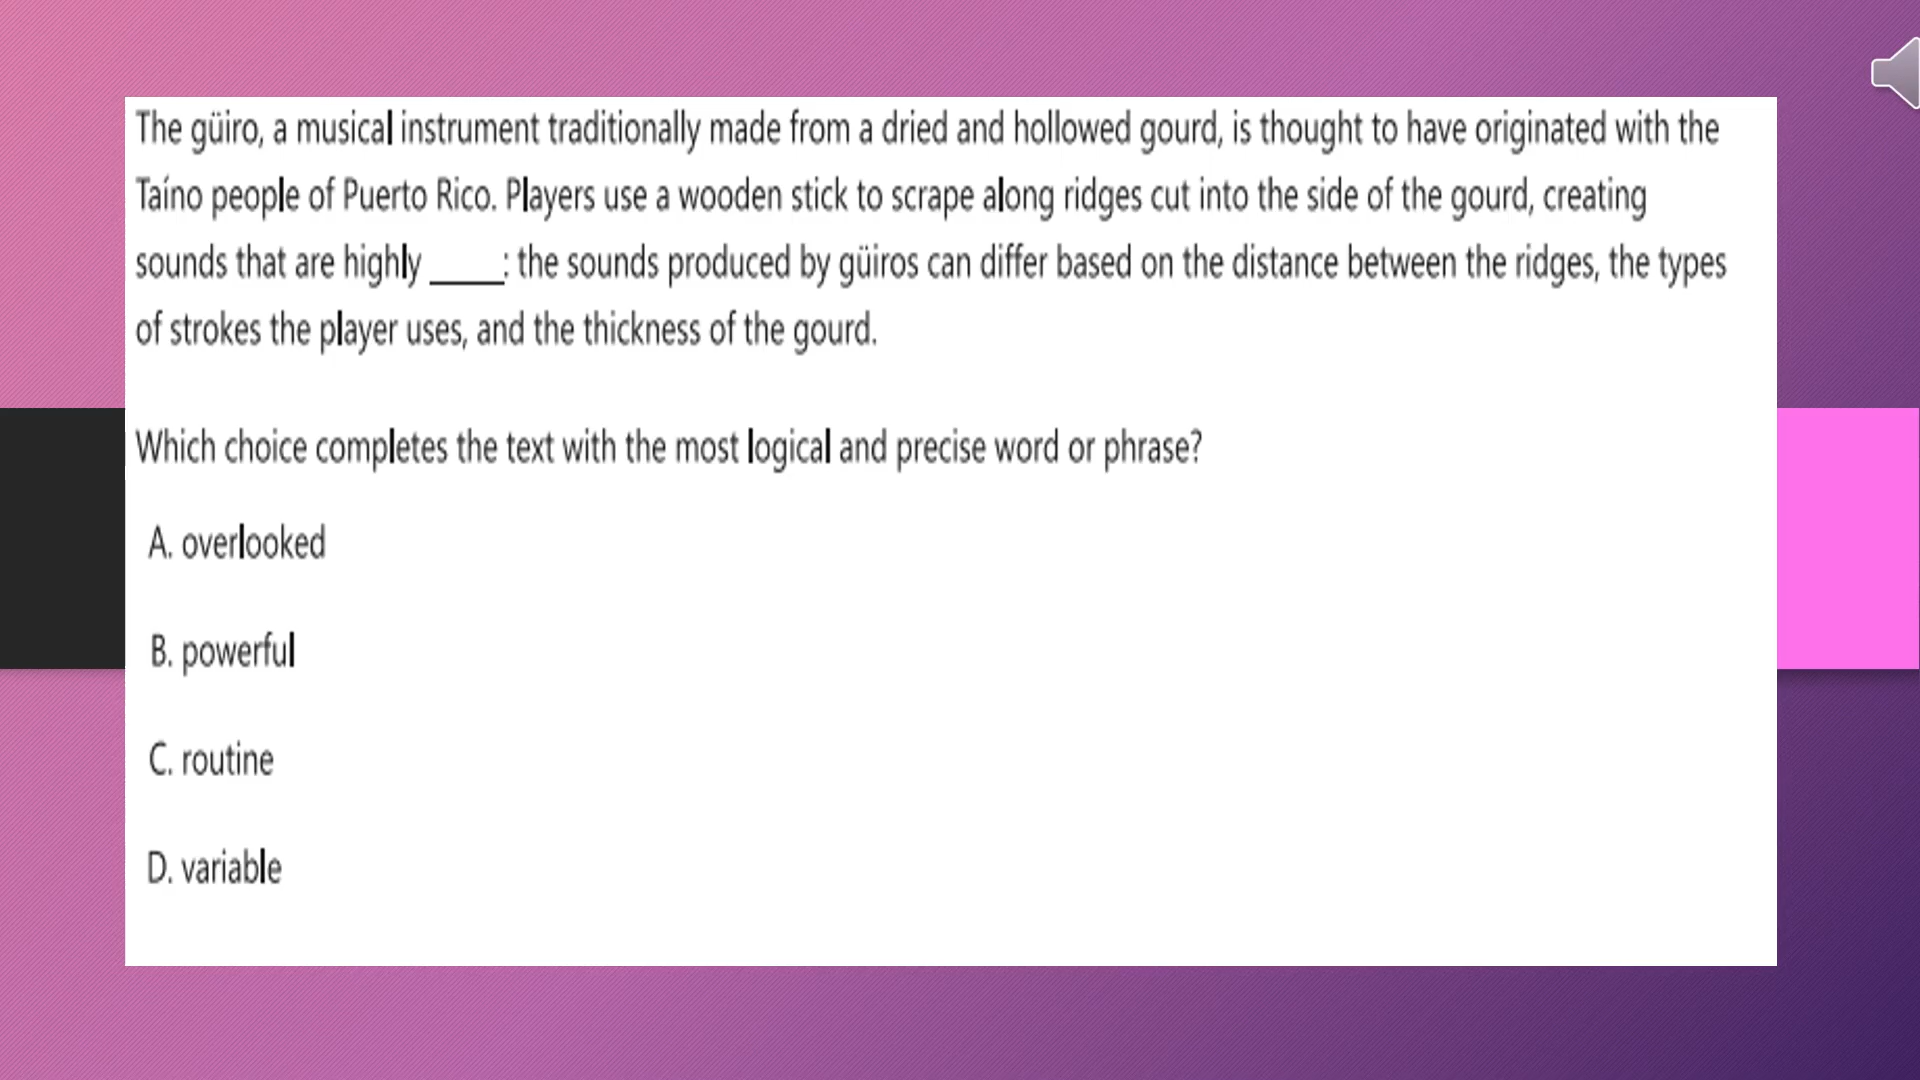 The güiro, a musical instrument traditionally made from a dried and hollowed gourd, is thought to have originated with the
Taíno people of Puerto Rico. Players use a wooden stick to scrape along ridges cut into the side of the gourd, creating
sounds that are highly _____: the sounds produced by güiros can differ based on the distance between the ridges, the types
of strokes the player uses, and the thickness of the gourd.
Which choice completes the text with the most logical and precise word or phrase?
A. overlooked
B. powerful
C. routine
D. variable